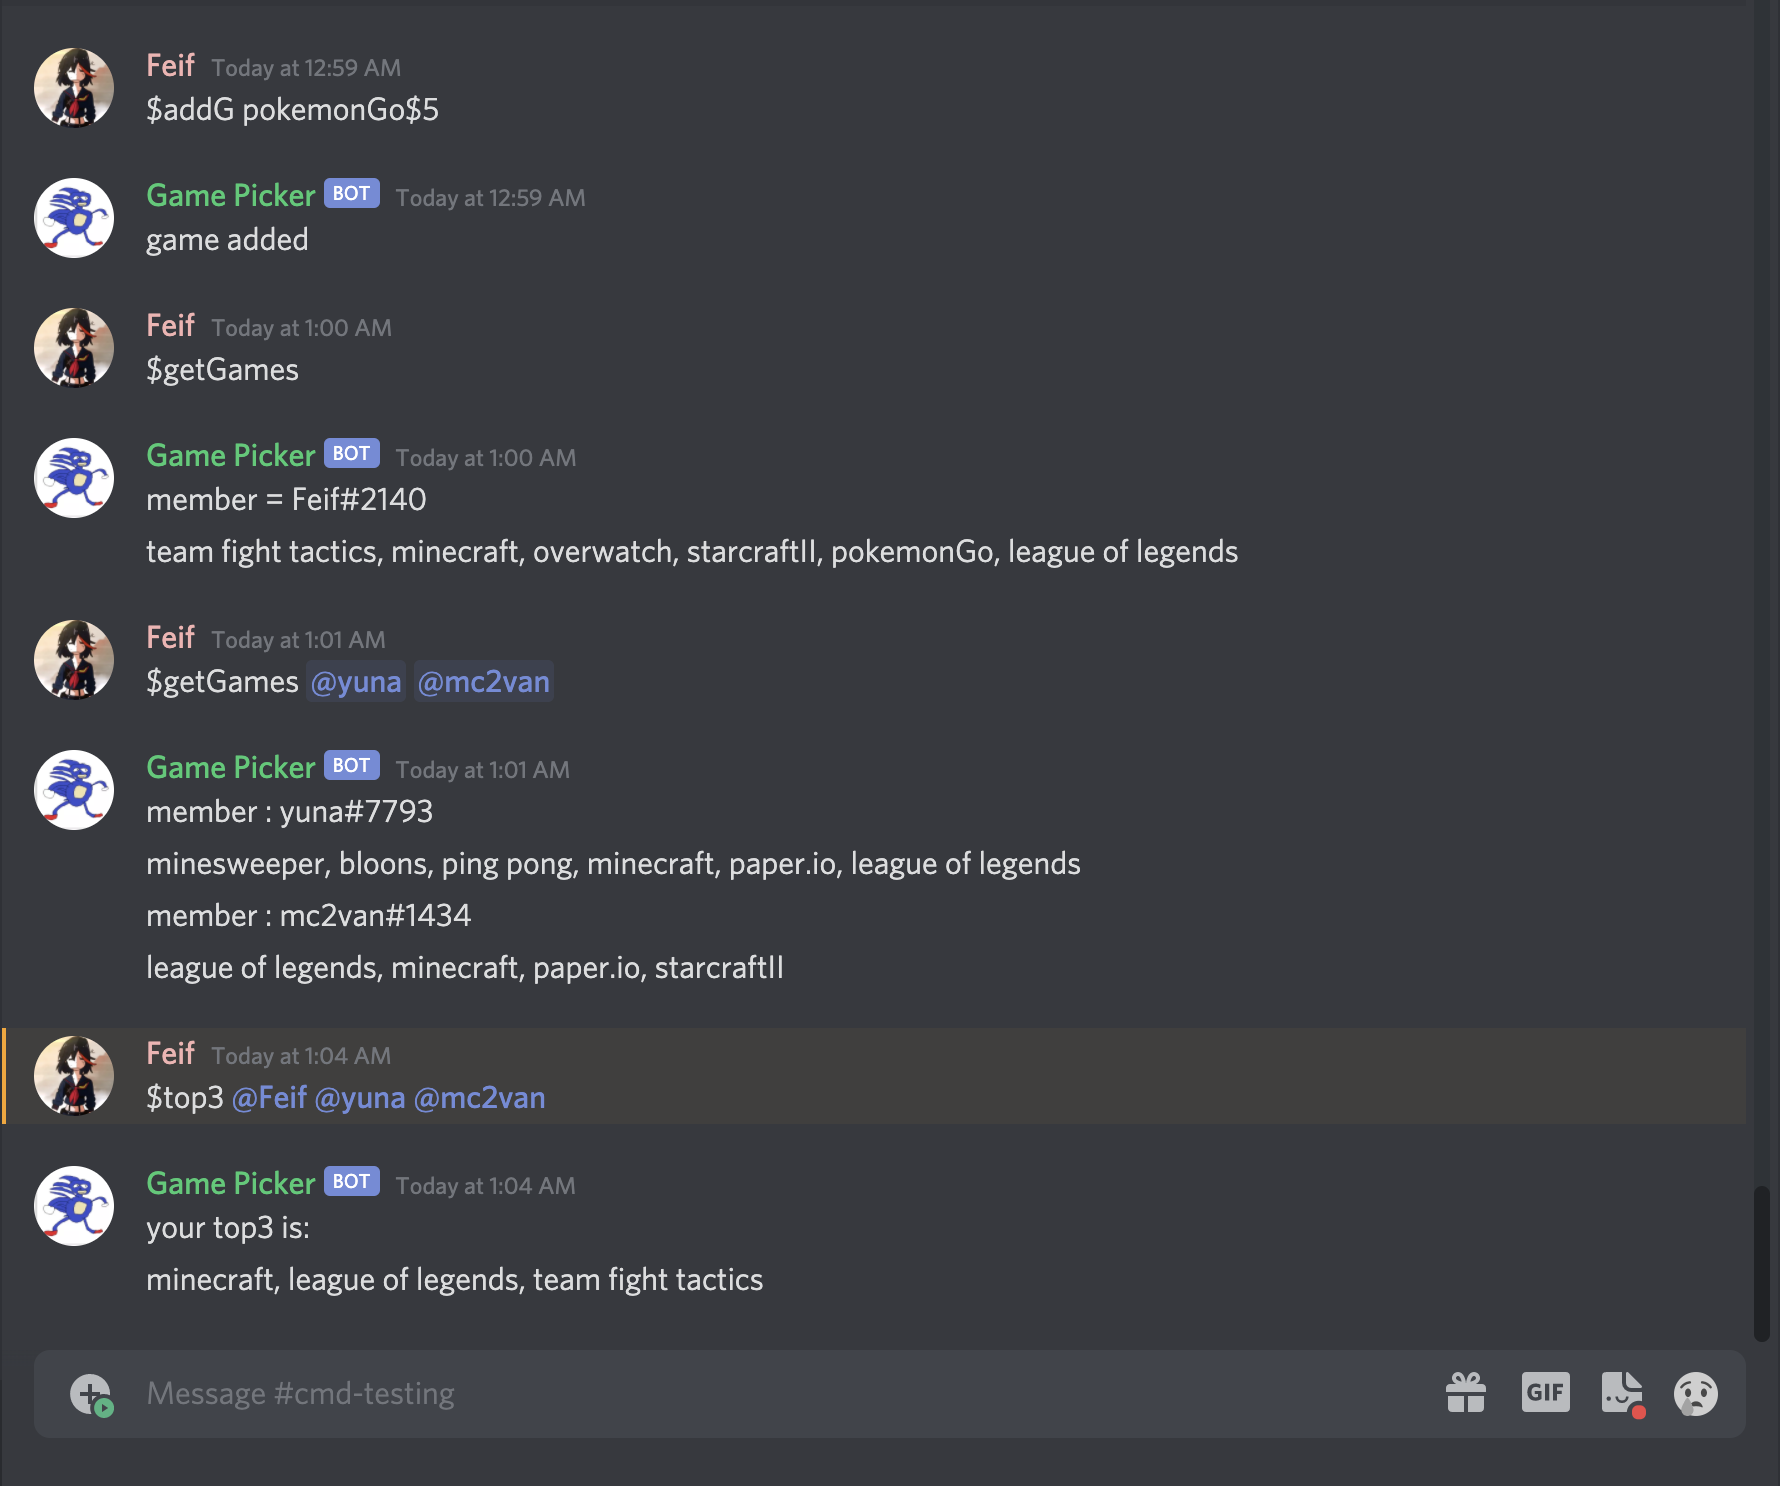 Feif Today at 12:59 AM
$addG pokemonGo$5
Game Picker BOT Today at 12:59 AM
game added
Feif Today at 1:00 AM
$getGames
Game Picker BOT Today at 1:00 AM
member = Feif#2140
team fight tactics, minecraft, overwatch, starcraftII, pokemonGo, league of legends
Feif Today at 1:01 AM
$getGames @yuna @mc2van
Game Picker BOT Today at 1:01 AM
member : yuna#7793
minesweeper, bloons, ping pong, minecraft, paper.io, league of legends
member : mc2van#1434
league of legends, minecraft, paper.io, starcraftII
Feif Today at 1:04 AM
$top3 @Feif @yuna @mc2van
Game Picker BOT Today at 1:04 AM
your top3 is:
minecraft, league of legends, team fight tactics
Message #cmd-testing GIF